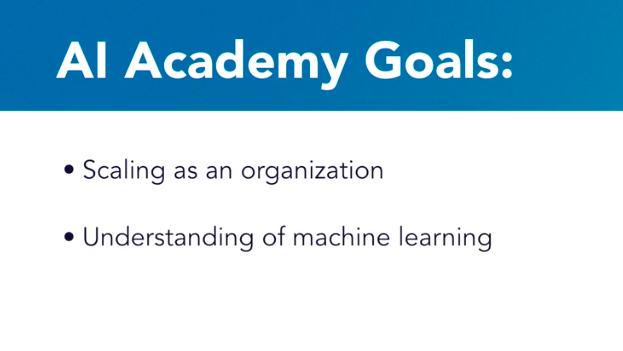 AI Academy Goals:
• Scaling as an organization
• Understanding of machine learning